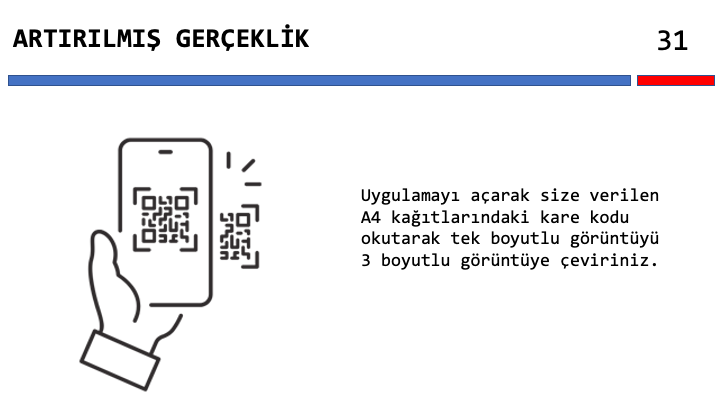 ARTIRILMIŞ GERÇEKLİK
31
Uygulamayı açarak size verilen
A4 kağıtlarındaki kare kodu
okutarak tek boyutlu görüntüyü
3 boyutlu görüntüye çeviriniz.